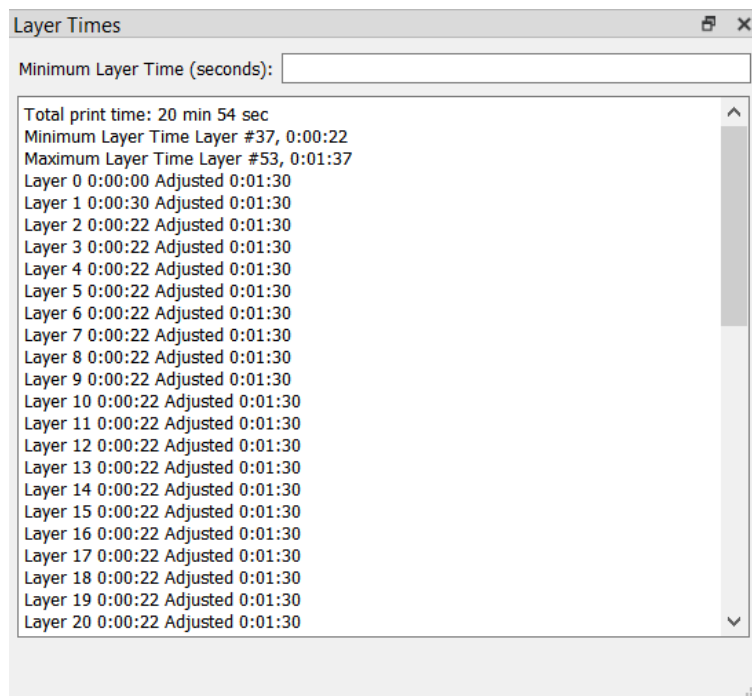 Layer Times
Minimum Layer Time (seconds):
Total print time: 20 min 54 sec
Minimum Layer Time Layer #37, 0:00:22
Maximum Layer Time Layer #53, 0:01:37
Layer 0 0:00:00 Adjusted 0:01:30
Layer 1 0:00:30 Adjusted 0:01:30
Layer 2 0:00:22 Adjusted 0:01:30
Layer 3 0:00:22 Adjusted 0:01:30
Layer 4 0:00:22 Adjusted 0:01:30
Layer 5 0:00:22 Adjusted 0:01:30
Layer 6 0:00:22 Adjusted 0:01:30
Layer 7 0:00:22 Adjusted 0:01:30
Layer 8 0:00:22 Adjusted 0:01:30
Layer 9 0:00:22 Adjusted 0:01:30
Layer 10 0:00:22 Adjusted 0:01:30
Layer 11 0:00:22 Adjusted 0:01:30
Layer 12 0:00:22 Adjusted 0:01:30
Layer 13 0:00:22 Adjusted 0:01:30
Layer 14 0:00:22 Adjusted 0:01:30
Layer 15 0:00:22 Adjusted 0:01:30
Layer 16 0:00:22 Adjusted 0:01:30
Layer 17 0:00:22 Adjusted 0:01:30
Layer 18 0:00:22 Adjusted 0:01:30
Layer 19 0:00:22 Adjusted 0:01:30
Layer 20 0:00:22 Adjusted 0:01:30